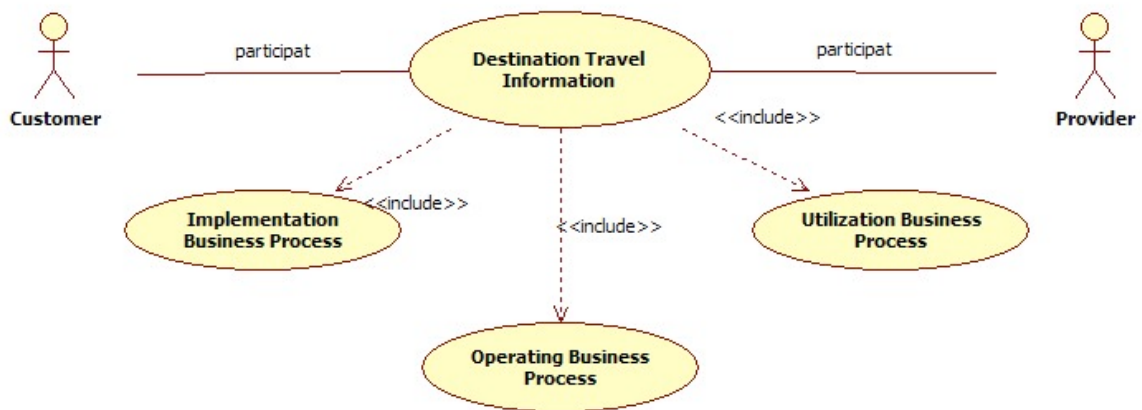 participat
participat
Destination Travel
Information
Customer
Provider
<<include>>
<<include>>
<<include>>
Implementation
Business Process
Utilization Business
Process
Operating Business
Process